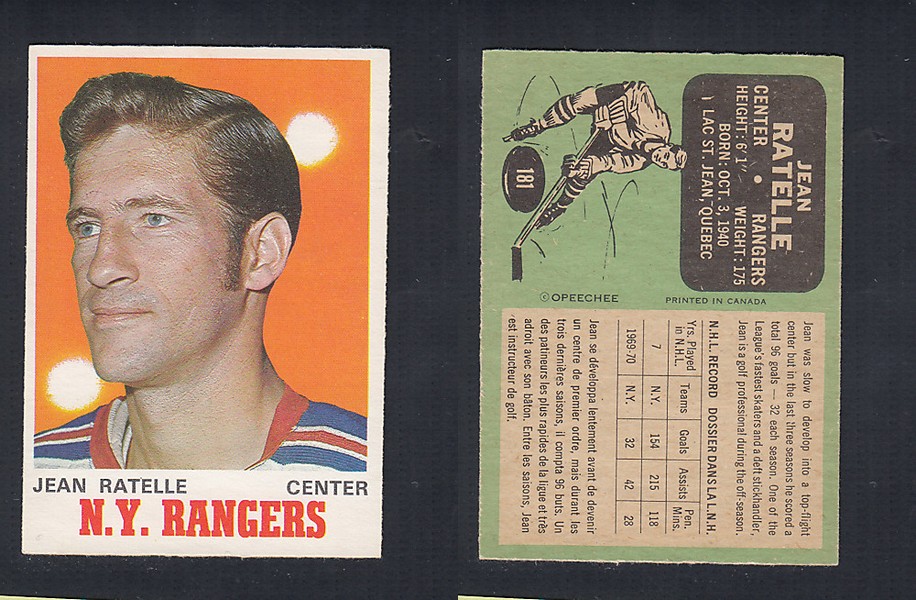 JEAN RATELLE CENTER
N.Y. RANGERS
181
JEAN
RATELLE
CENTER • RANGERS
HEIGHT: 6'1" WEIGHT: 175
BORN: OCT. 3, 1940
LAC ST. JEAN, QUEBEC
© OPEECHEE PRINTED IN CANADA
Jean was slow to develop into a top-flight
center but in the last three seasons he scored a
total 96 goals — 32 each season. One of the
League's fastest skaters and a deft stickhandler,
Jean is a golf professional during the off-season.
N.H.L. RECORD DOSSIER DANS LA L.N.H.
Yrs. Played in N.H.L. Teams Goals Assists Pen. Mins.
7 N.Y. 154 215 118
1969-70 N.Y. 32 42 28
Jean se développa lentement avant de devenir
un centre de premier ordre, mais durant les
trois dernières saisons, il compta 96 buts. Un
des patineurs les plus rapides de la ligue et très
adroit avec son bâton. Entre les saisons, Jean
est instructeur de golf.